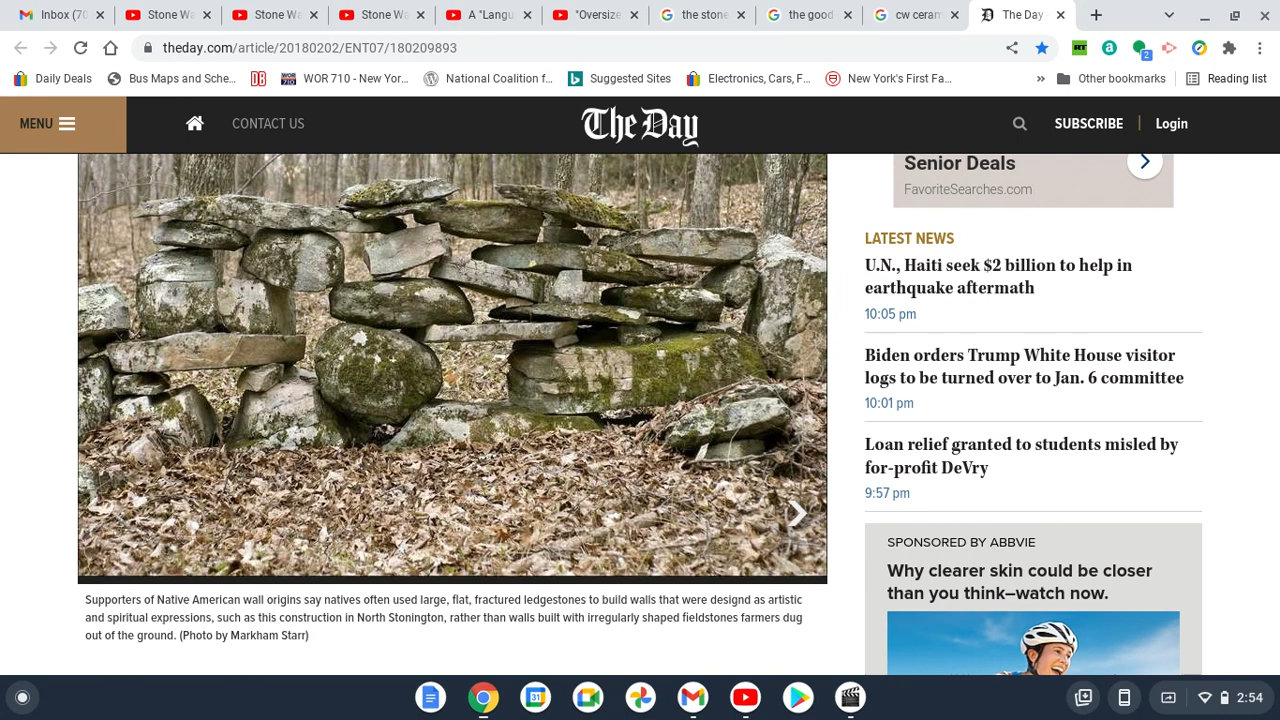 Inbox (70
Stone Wa
Stone Wa
Stone Wa
A "Langu
"Oversize
the stone
the good
cw ceram
The Day
theday.com/article/20180202/ENT07/180209893
RT
a
2
Daily Deals
Bus Maps and Sche...
DB
WOR 710 - New Yor...
National Coalition f...
Suggested Sites
Electronics, Cars, F...
New York's First Fa...
»
Other bookmarks
Reading list
MENU
CONTACT US
The Day
SUBSCRIBE
Login
Senior Deals
FavoriteSearches.com
LATEST NEWS
U.N., Haiti seek $2 billion to help in
earthquake aftermath
10:05 pm
Biden orders Trump White House visitor
logs to be turned over to Jan. 6 committee
10:01 pm
Loan relief granted to students misled by
for-profit DeVry
9:57 pm
SPONSORED BY ABBVIE
Why clearer skin could be closer
than you think–watch now.
Supporters of Native American wall origins say natives often used large, flat, fractured ledgestones to build walls that were designd as artistic
and spiritual expressions, such as this construction in North Stonington, rather than walls built with irregularly shaped fieldstones farmers dug
out of the ground. (Photo by Markham Starr)
31
2:54